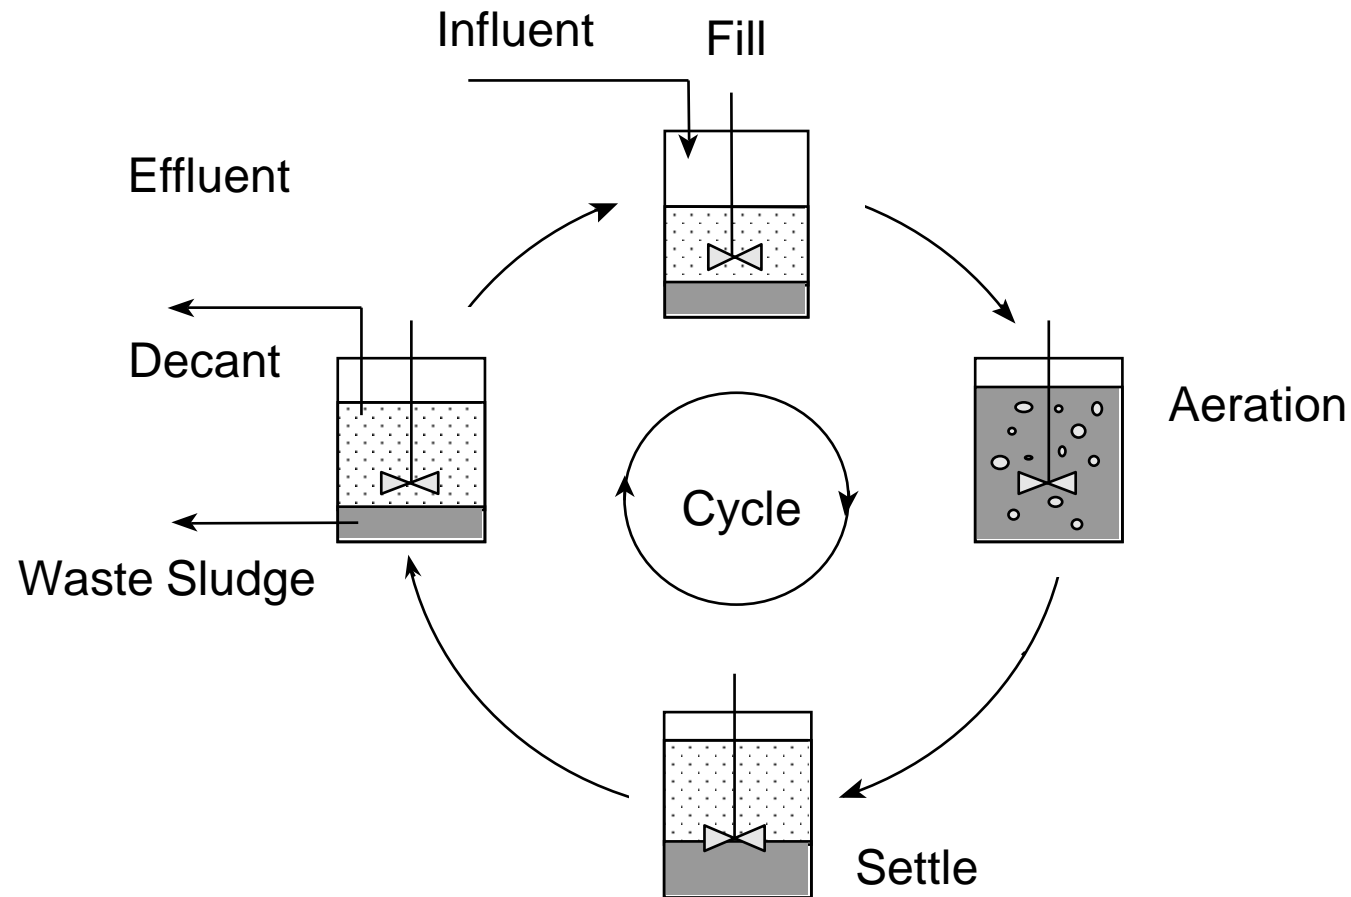 Influent
Fill
Effluent
Decant
Aeration
Cycle
Waste Sludge
Settle